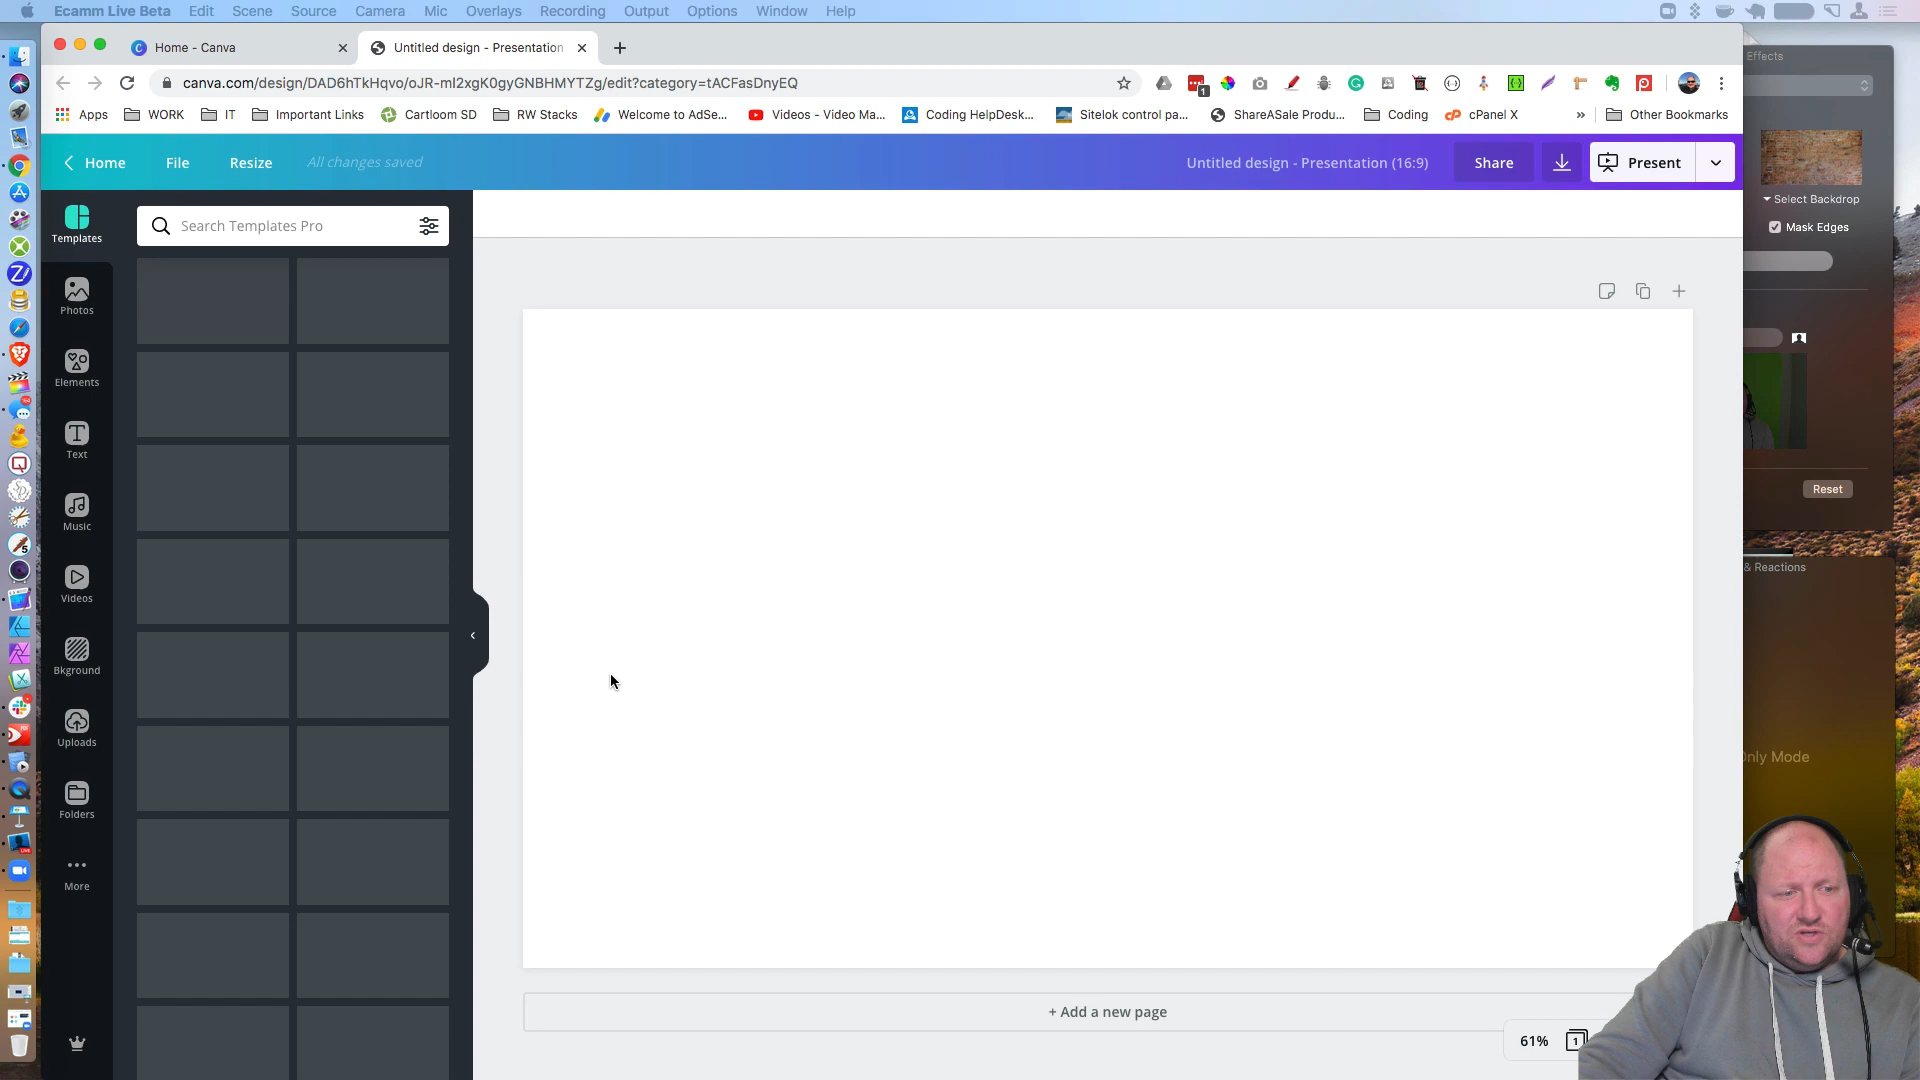 Ecamm Live Beta Edit Scene Source Camera Mic Overlays Recording Output Options Window Help
Effects
Home - Canva
Untitled design - Presentation
canva.com/design/DAD6hTkHqvo/oJR-mI2xgK0gyGNBHMYTZg/edit?category=tACFasDnyEQ
1
Apps WORK IT Important Links Cartloom SD RW Stacks Welcome to AdSe... Videos - Video Ma... Coding HelpDesk... Sitelok control pa... ShareASale Produ... Coding cPanel X » Other Bookmarks
Home File Resize All changes saved Untitled design - Presentation (16:9) Share Present
Select Backdrop
Mask Edges
Templates
Search Templates Pro
Photos
Elements
Text
Music
Videos
Bkground
Uploads
Folders
More
Reset
& Reactions
Only Mode
+ Add a new page
61% 1